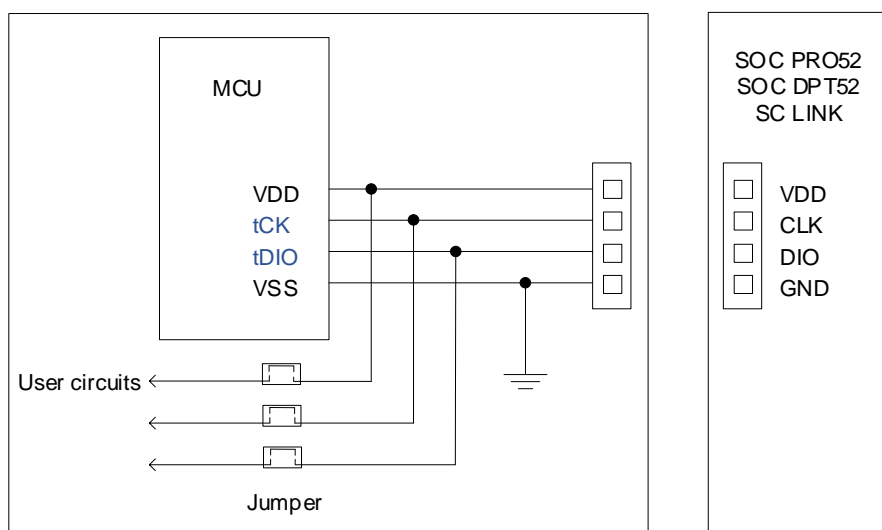 MCU
VDD
tCK
tDIO
VSS
User circuits
Jumper
SOC PRO52
SOC DPT52
SC LINK
VDD
CLK
DIO
GND